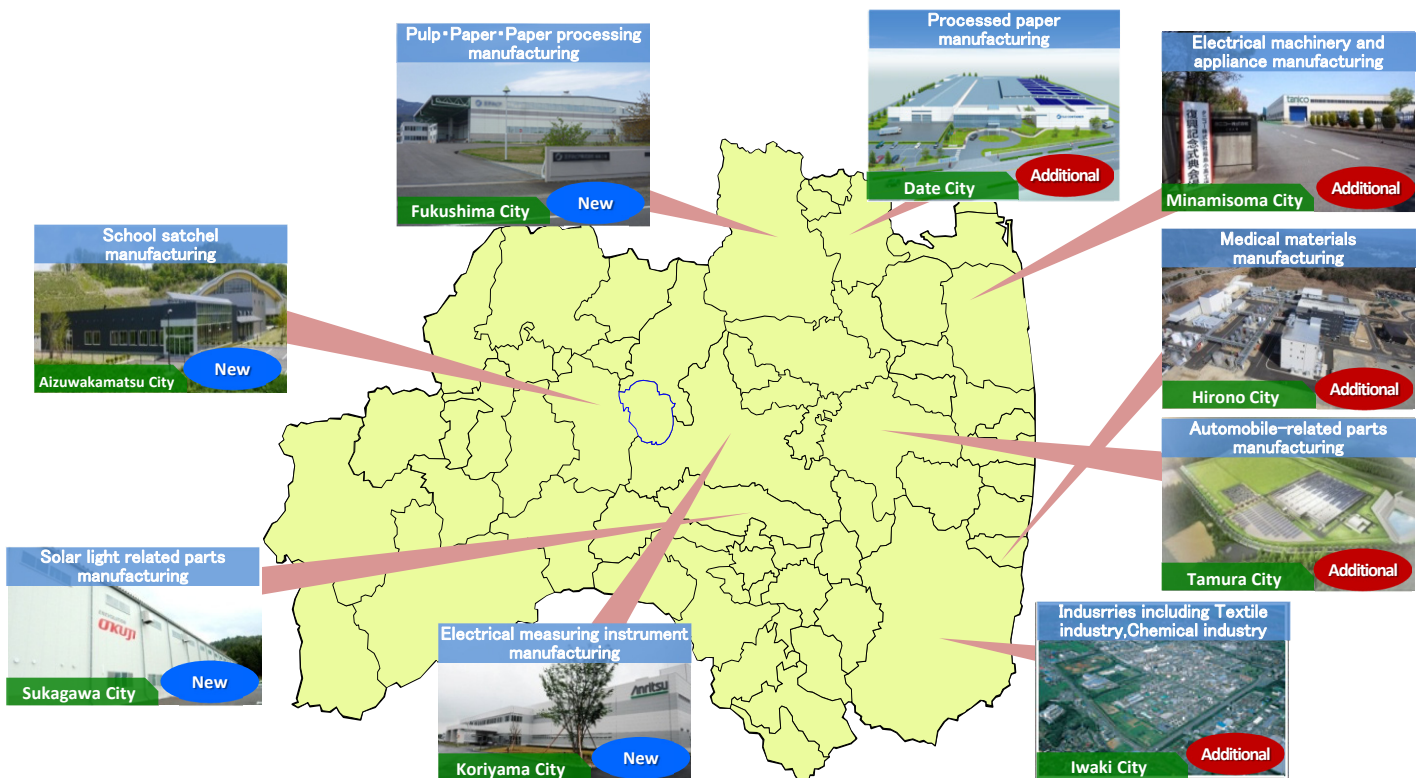 Pulp・Paper・Paper processing
manufacturing
Fukushima City
New
Processed paper
manufacturing
Date City
Additional
Electrical machinery and
appliance manufacturing
tanico
Minamisoma City
Additional
School satchel
manufacturing
Aizuwakamatsu City
New
Medical materials
manufacturing
Hirono City
Additional
Automobile-related parts
manufacturing
Tamura City
Additional
Solar light related parts
manufacturing
O'KUJI
Sukagawa City
New
Electrical measuring instrument
manufacturing
Anritsu
Koriyama City
New
Indusrries including Textile
industry,Chemical industry
Iwaki City
Additional